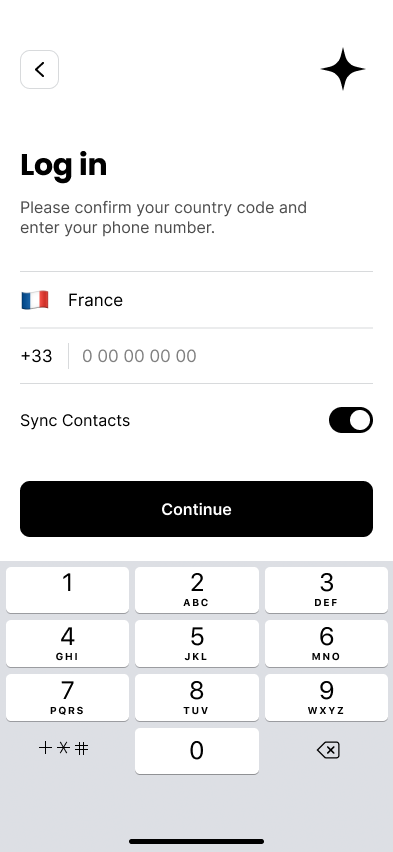 Log in
Please confirm your country code and
enter your phone number.
France
+33 0 00 00 00 00
Sync Contacts
Continue
1 2 3
ABC DEF
4 5 6
GHI JKL MNO
7 8 9
PQRS TUV WXYZ
+*# 0